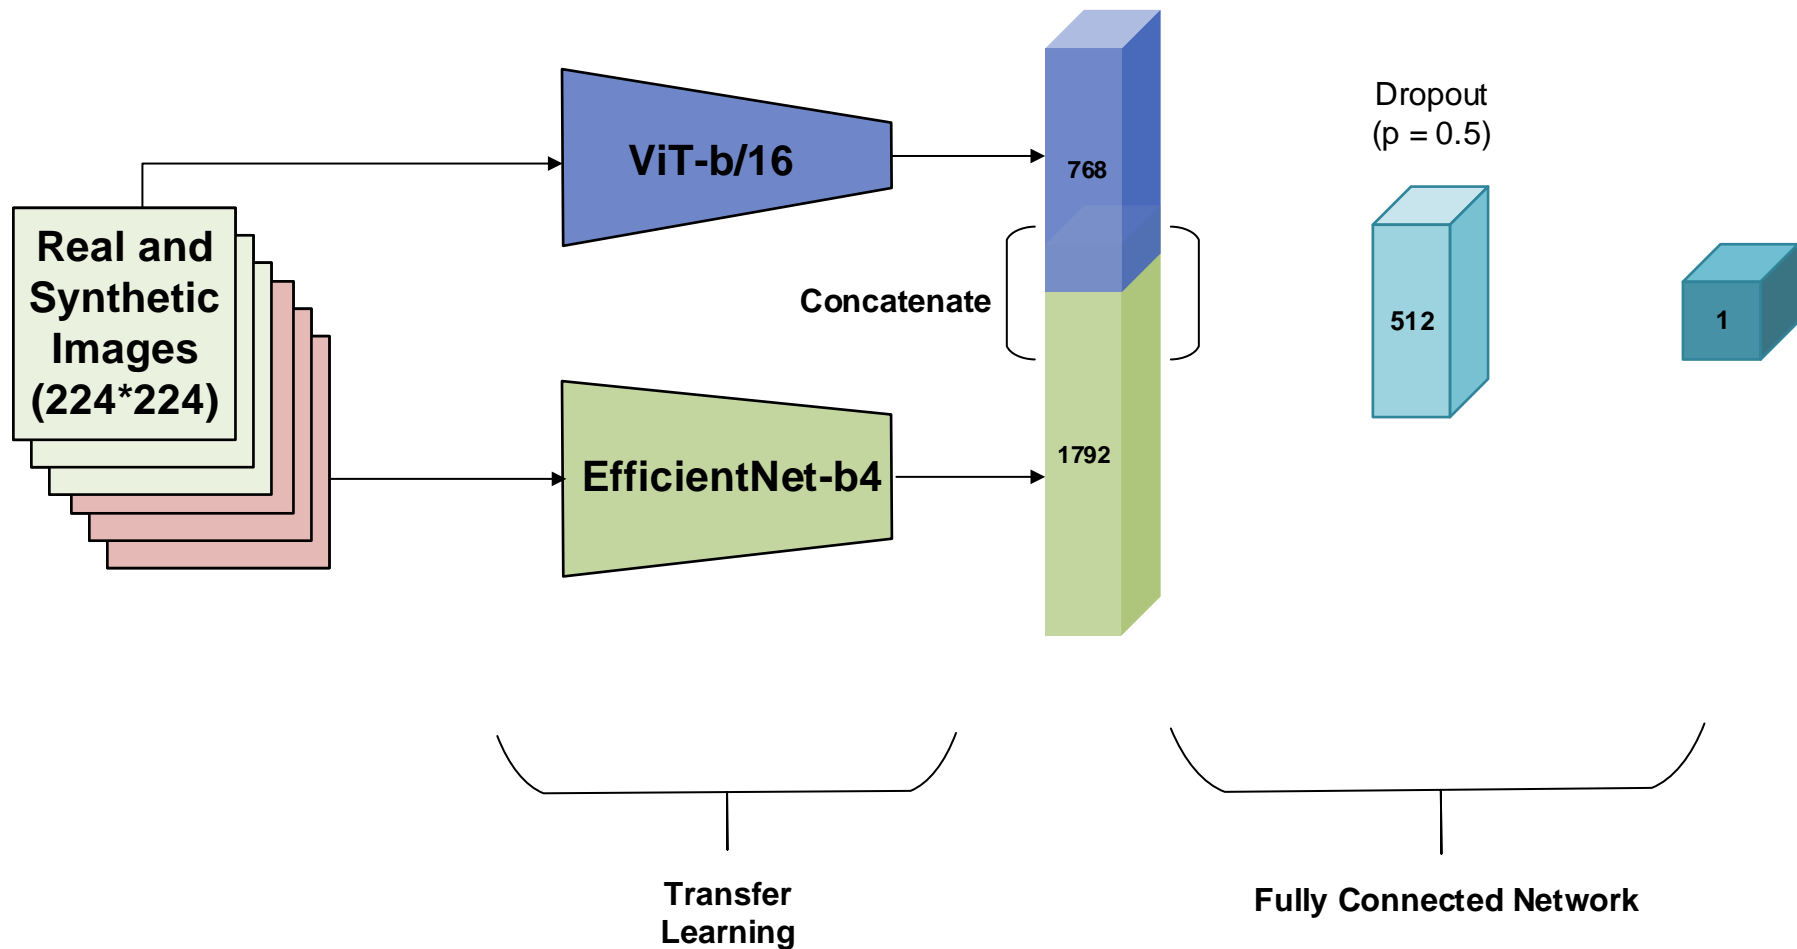 Real and
Synthetic
Images
(224*224)
ViT-b/16
EfficientNet-b4
768
Concatenate
1792
Dropout
(p = 0.5)
512
1
Transfer
Learning
Fully Connected Network